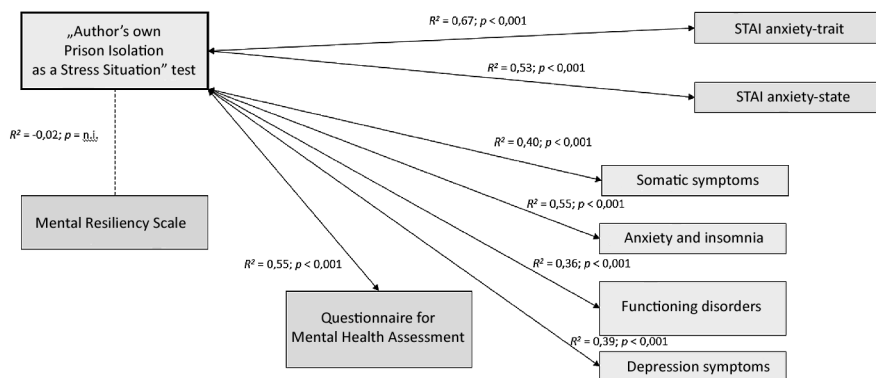 „Author's own
Prison Isolation
as a Stress Situation” test
R² = 0,67; p < 0,001
STAI anxiety-trait
R² = 0,53; p < 0,001
STAI anxiety-state
R² = -0,02; p = n.i.
R² = 0,40; p < 0,001
Somatic symptoms
Mental Resiliency Scale
R² = 0,55; p < 0,001
Anxiety and insomnia
R² = 0,55; p < 0,001
R² = 0,36; p < 0,001
Questionnaire for
Mental Health Assessment
Functioning disorders
R² = 0,39; p < 0,001
Depression symptoms